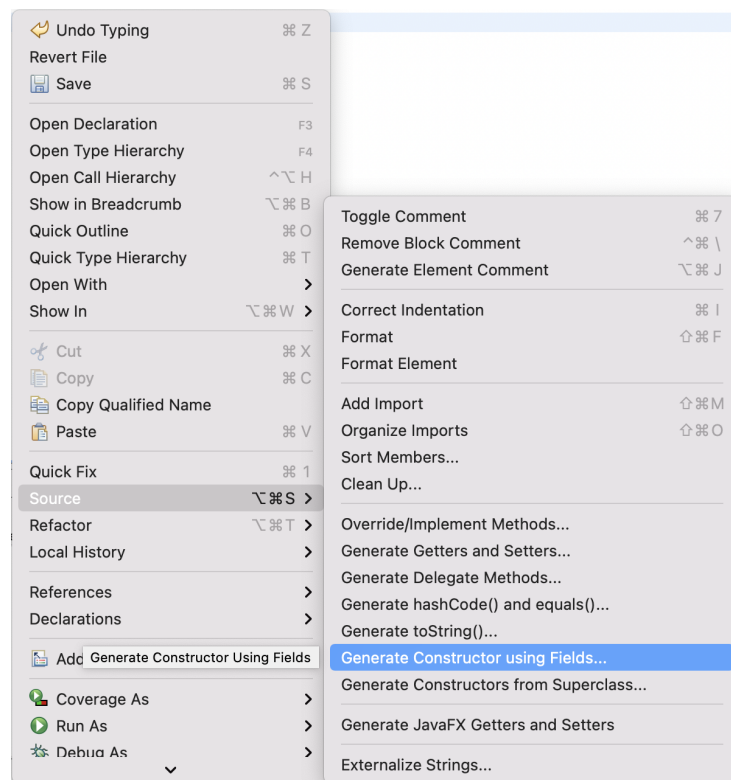 Undo Typing ⌘ Z
Revert File
Save ⌘ S
Open Declaration F3
Open Type Hierarchy F4
Open Call Hierarchy ^⌥ H
Show in Breadcrumb ⌥⌘ B
Quick Outline ⌘ O
Quick Type Hierarchy ⌘ T
Open With
Show In ⌥⌘ W
Cut ⌘ X
Copy ⌘ C
Copy Qualified Name
Paste ⌘ V
Quick Fix ⌘ 1
Source ⌥⌘ S
Refactor ⌥⌘ T
Local History
References
Declarations
Add
Generate Constructor Using Fields
Coverage As
Run As
Debug As
Toggle Comment ⌘ 7
Remove Block Comment ^⌘ \
Generate Element Comment ⌥⌘ J
Correct Indentation ⌘ I
Format ⇧⌘ F
Format Element
Add Import ⇧⌘ M
Organize Imports ⇧⌘ O
Sort Members...
Clean Up...
Override/Implement Methods...
Generate Getters and Setters...
Generate Delegate Methods...
Generate hashCode() and equals()...
Generate toString()...
Generate Constructor using Fields...
Generate Constructors from Superclass...
Generate JavaFX Getters and Setters
Externalize Strings...